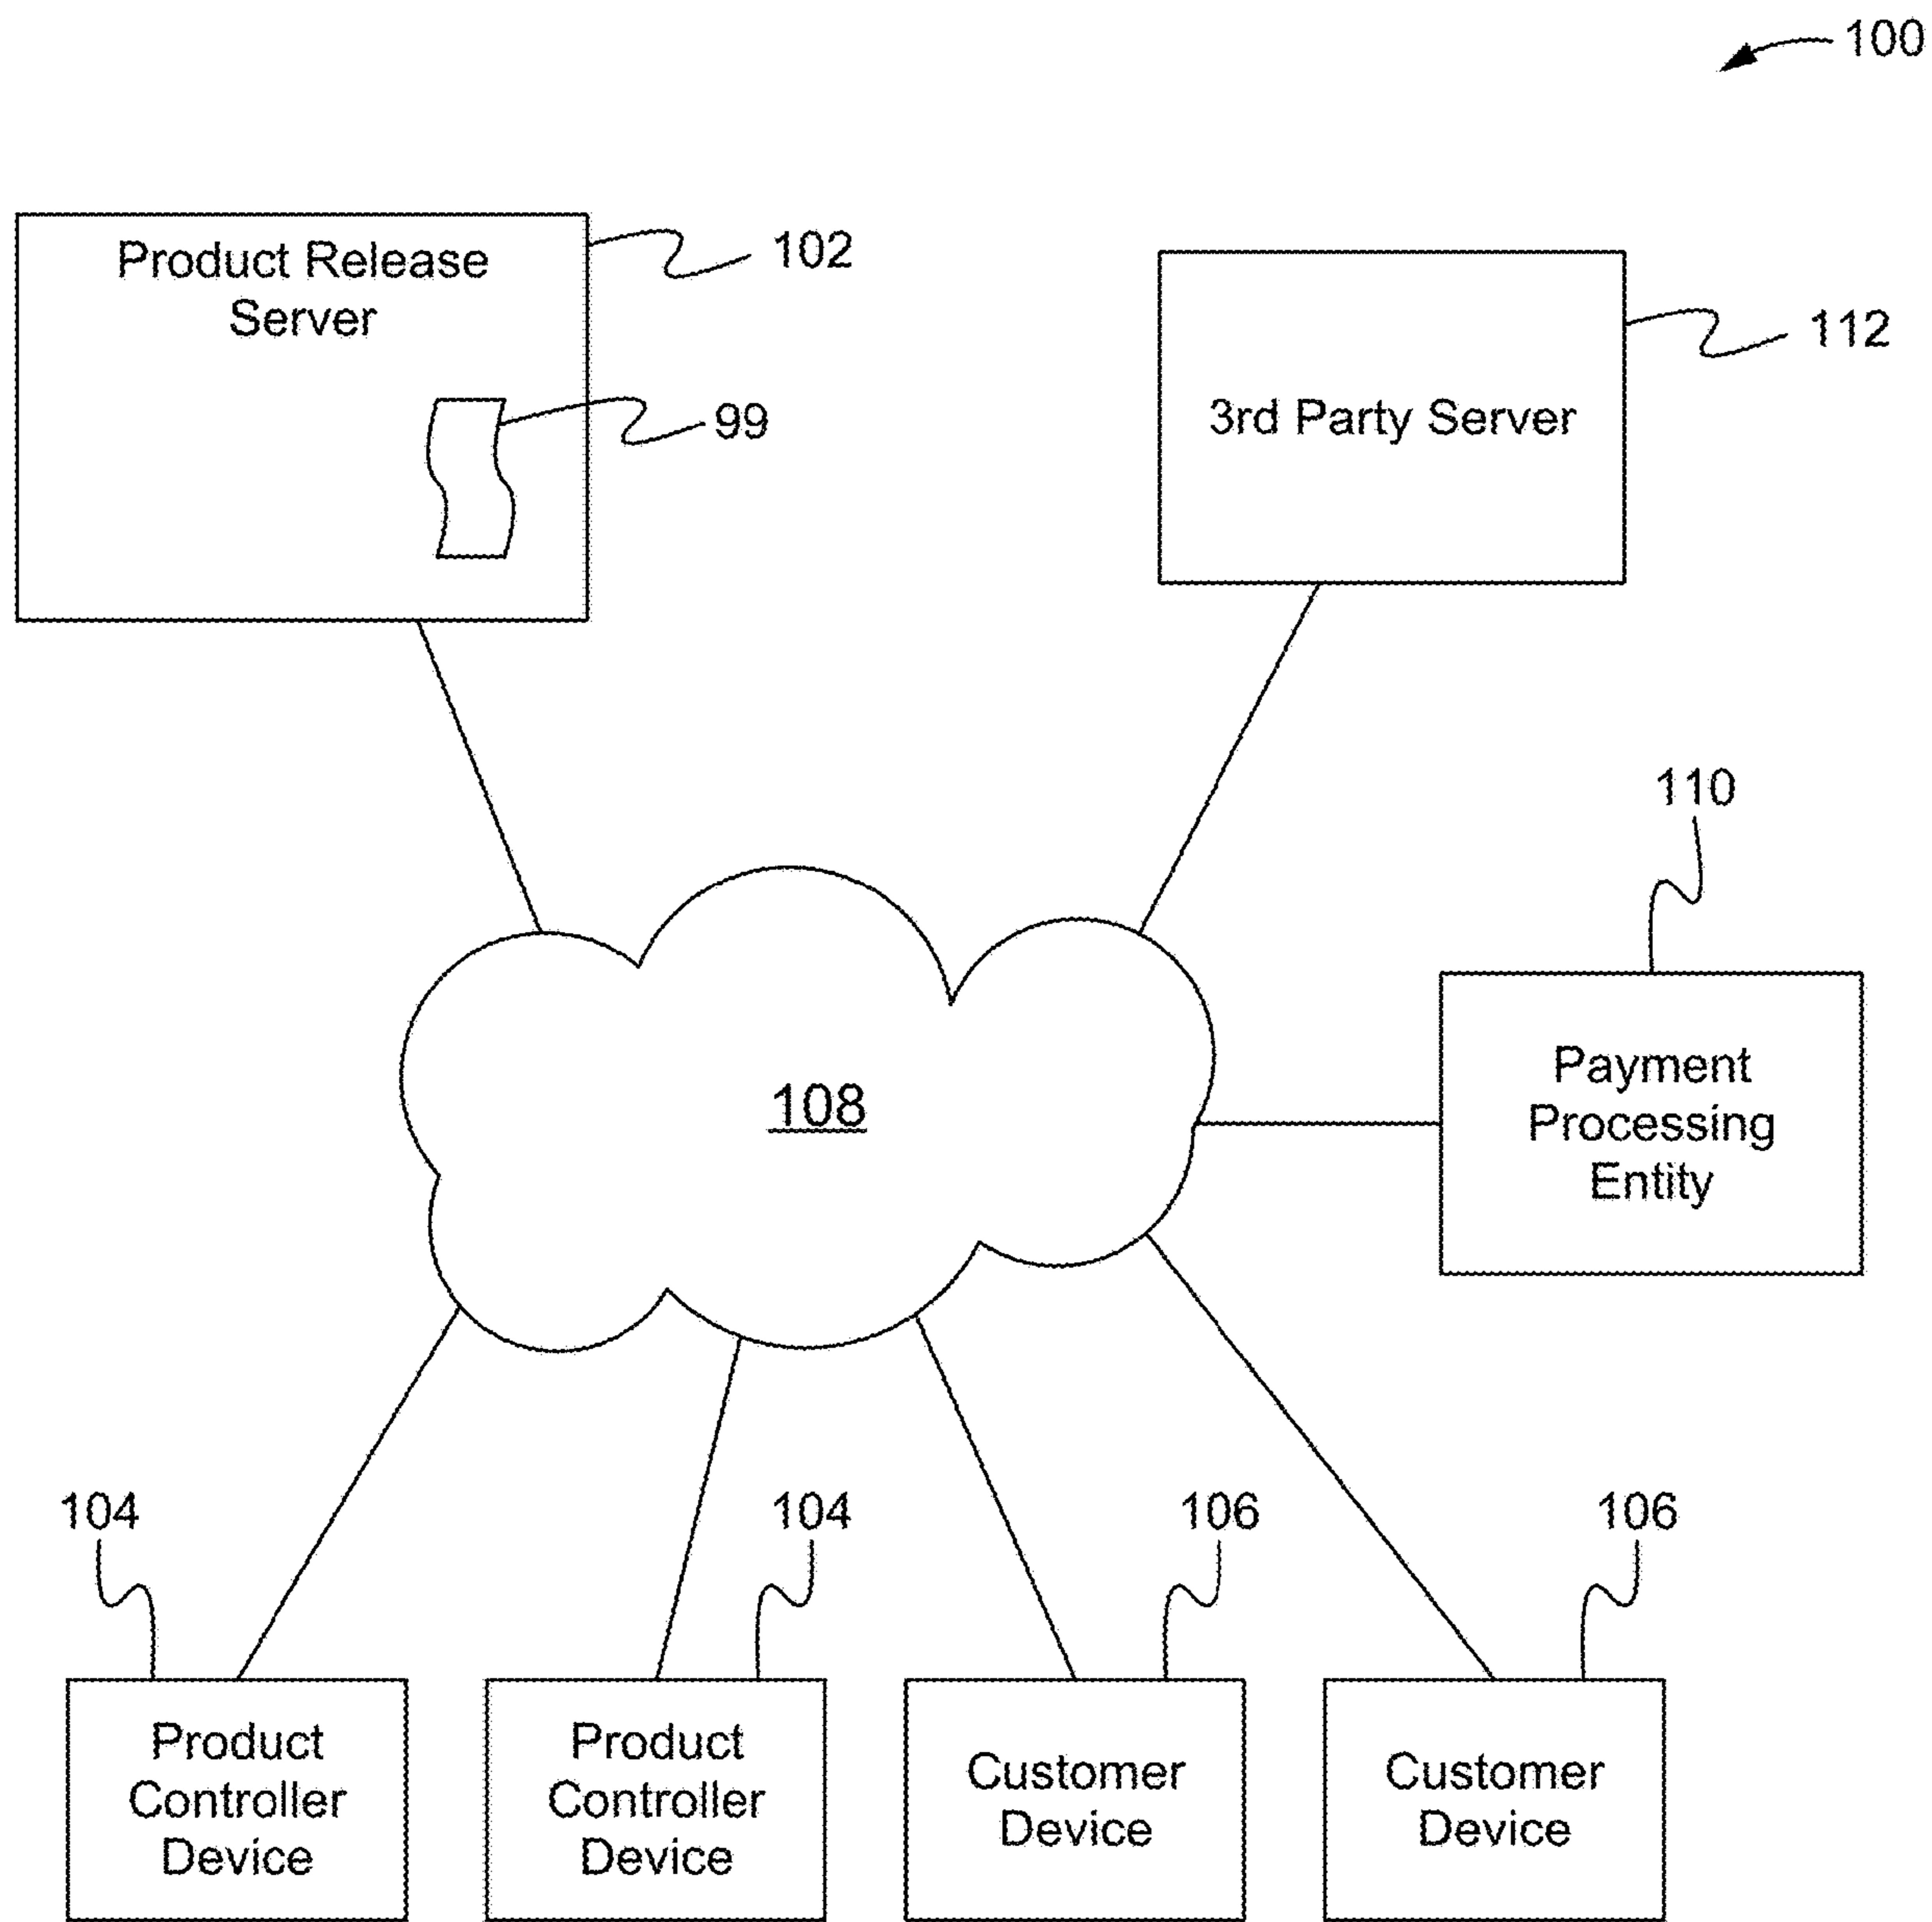 100
Product Release
Server
102
99
3rd Party Server
112
110
108
Payment
Processing
Entity
104
104
106
106
Product
Controller
Device
Product
Controller
Device
Customer
Device
Customer
Device